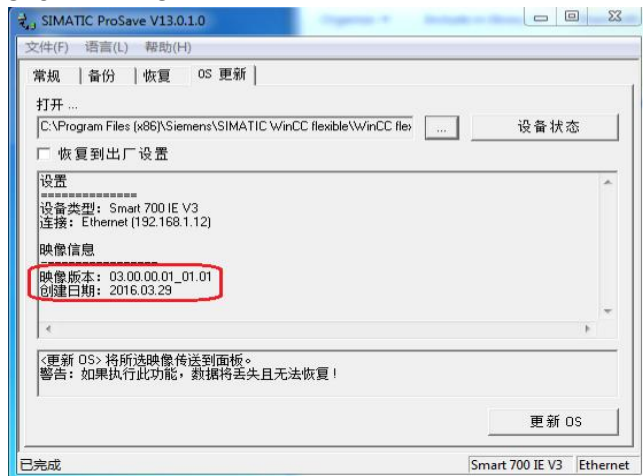 SIMATIC ProSave V13.0.1.0
文件(F) 语言(L) 帮助(H)
常规 备份 恢复 OS 更新
打开 ...
C:\Program Files (x86)\Siemens\SIMATIC WinCC flexible\WinCC flex
...
设备状态
恢复到出厂设置
设置
==============
设备类型： Smart 700 IE V3
连接： Ethernet (192.168.1.12)
映像信息
=================
映像版本： 03.00.00.01_01.01
创建日期： 2016.03.29
<更新 OS> 将所选映像传送到面板。
警告：如果执行此功能，数据将丢失且无法恢复！
更新 OS
已完成
Smart 700 IE V3 Ethernet